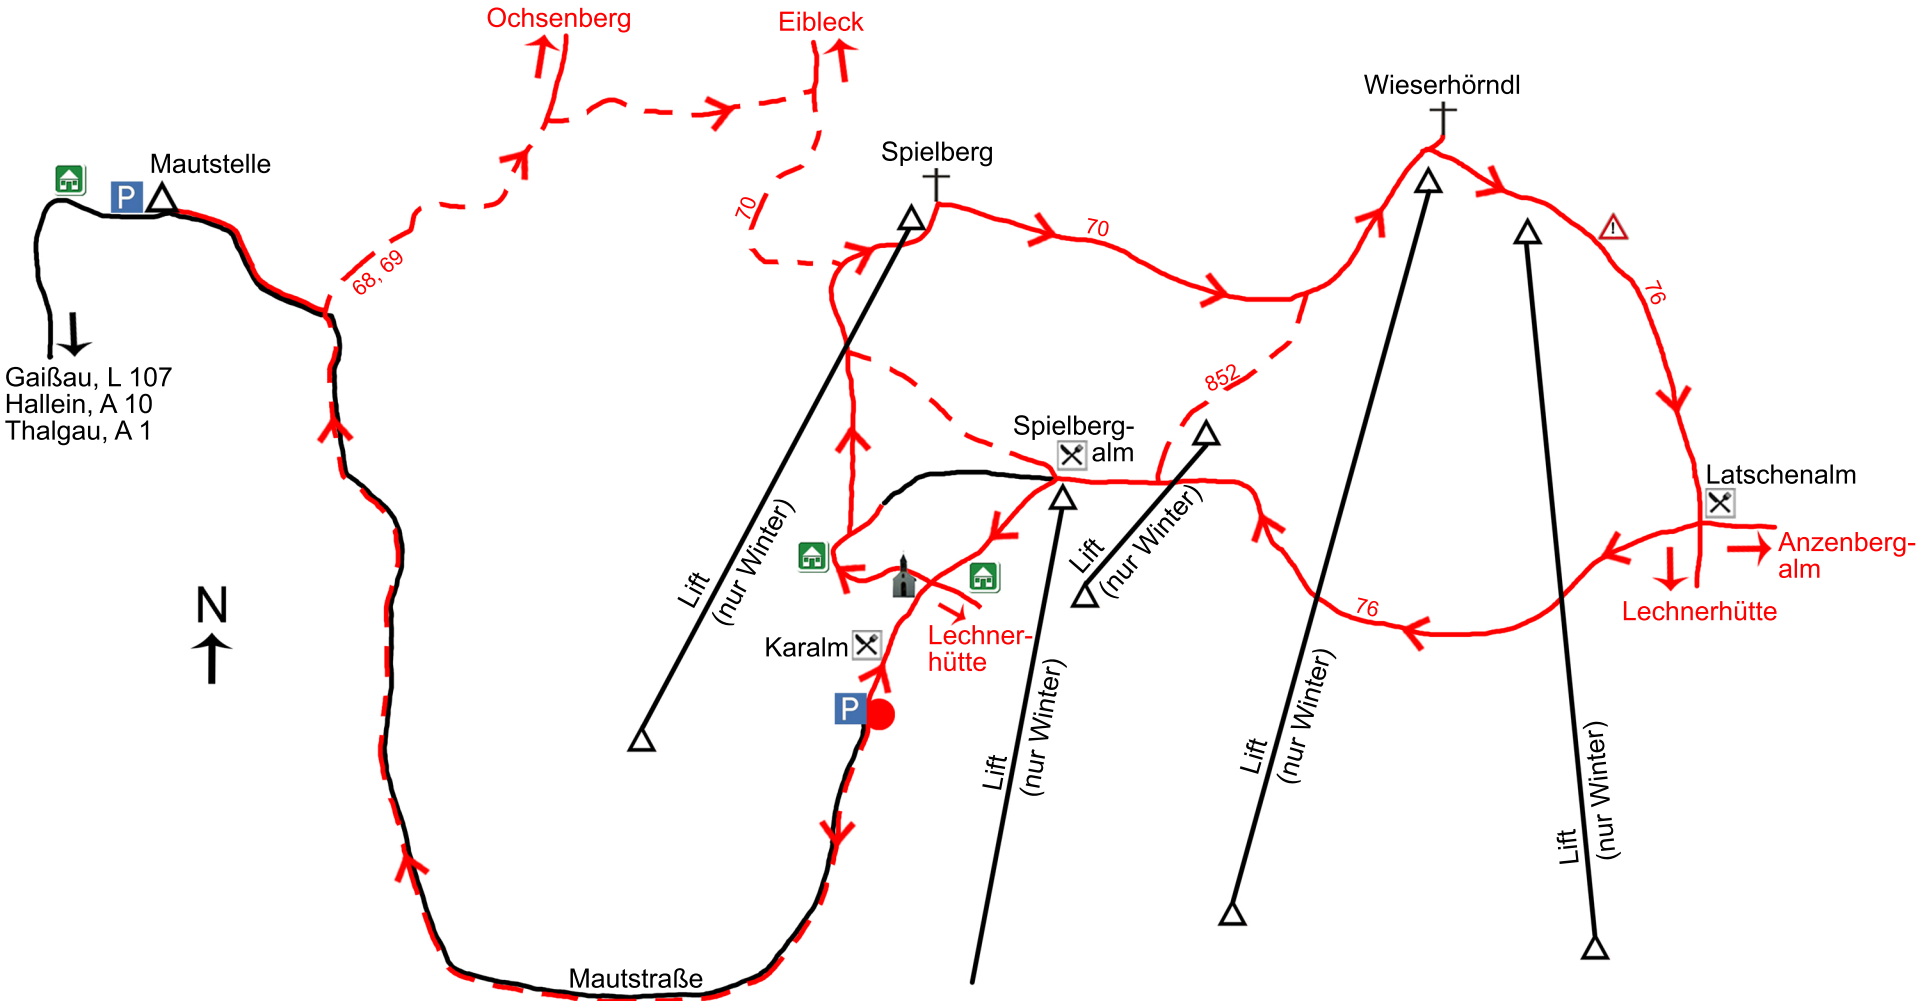 Ochsenberg
Eibleck
Wieserhörndl
Spielberg
Mautstelle
P
70
70
68, 69
76
Gaißau, L 107
Hallein, A 10
Thalgau, A 1
852
Spielberg-
alm
Latschenalm
Lift
(nur Winter)
Lift
(nur Winter)
Anzenberg-
alm
N
76
Lechnerhütte
Karalm
Lechner-
hütte
P
Lift
(nur Winter)
Lift
(nur Winter)
Lift
(nur Winter)
Mautstraße